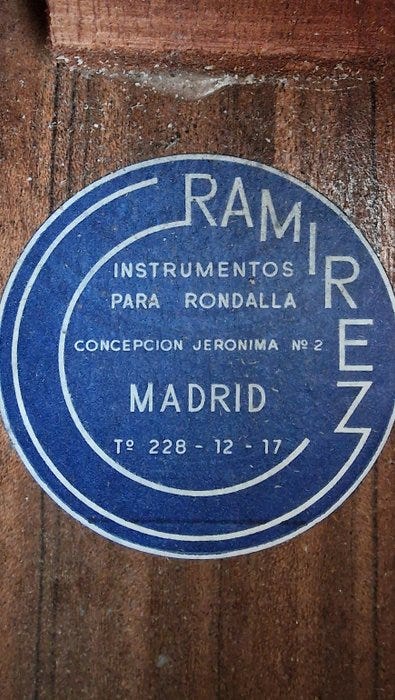 RAMIREZ
INSTRUMENTOS
PARA RONDALLA
CONCEPCION JERONIMA Nº 2
MADRID
Tº 228 - 12 - 17